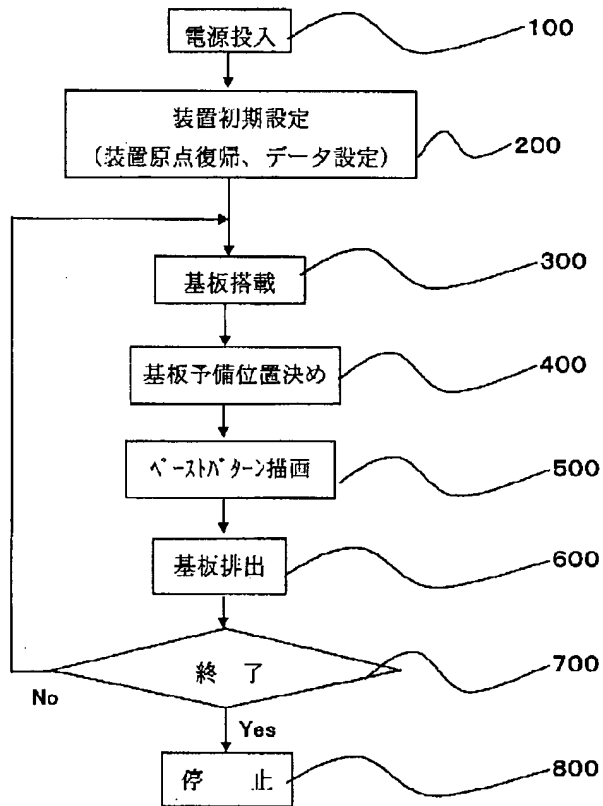 電源投入
100
装置初期設定
(装置原点復帰、データ設定)
200
基板搭載
300
基板予備位置決め
400
ペーストパターン描画
500
基板排出
600
終 了
700
No
Yes
停 止
800